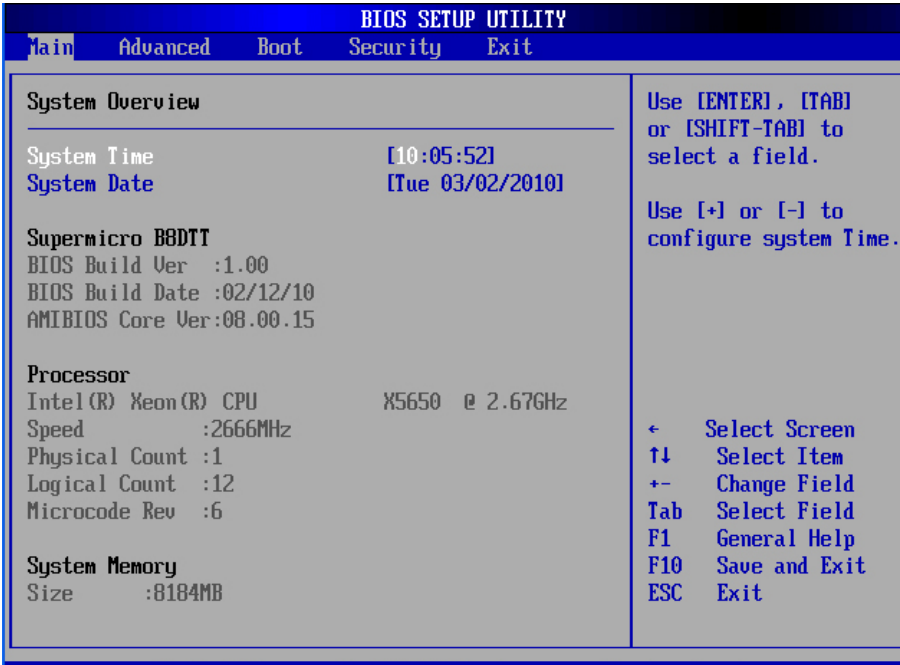 BIOS SETUP UTILITY
Main Advanced Boot Security Exit
System Overview
System Time [10:05:52]
System Date [Tue 03/02/2010]
Supermicro B8DTT
BIOS Build Ver :1.00
BIOS Build Date :02/12/10
AMIBIOS Core Ver:08.00.15
Processor
Intel(R) Xeon(R) CPU X5650 @ 2.67GHz
Speed :2666MHz
Physical Count :1
Logical Count :12
Microcode Rev :6
System Memory
Size :8184MB
Use [ENTER], [TAB]
or [SHIFT-TAB] to
select a field.
Use [+] or [-] to
configure system Time.
← Select Screen
↑↓ Select Item
+- Change Field
Tab Select Field
F1 General Help
F10 Save and Exit
ESC Exit